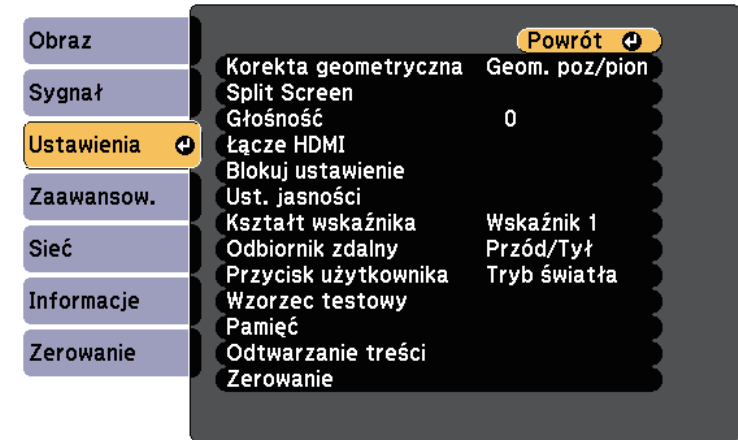 Obraz
Sygnał
Ustawienia
Zaawansow.
Sieć
Informacje
Zerowanie
Powrót
Korekta geometryczna Geom. poz/pion
Split Screen
Głośność 0
Łącze HDMI
Blokuj ustawienie
Ust. jasności
Kształt wskaźnika Wskaźnik 1
Odbiornik zdalny Przód/Tył
Przycisk użytkownika Tryb światła
Wzorzec testowy
Pamięć
Odtwarzanie treści
Zerowanie